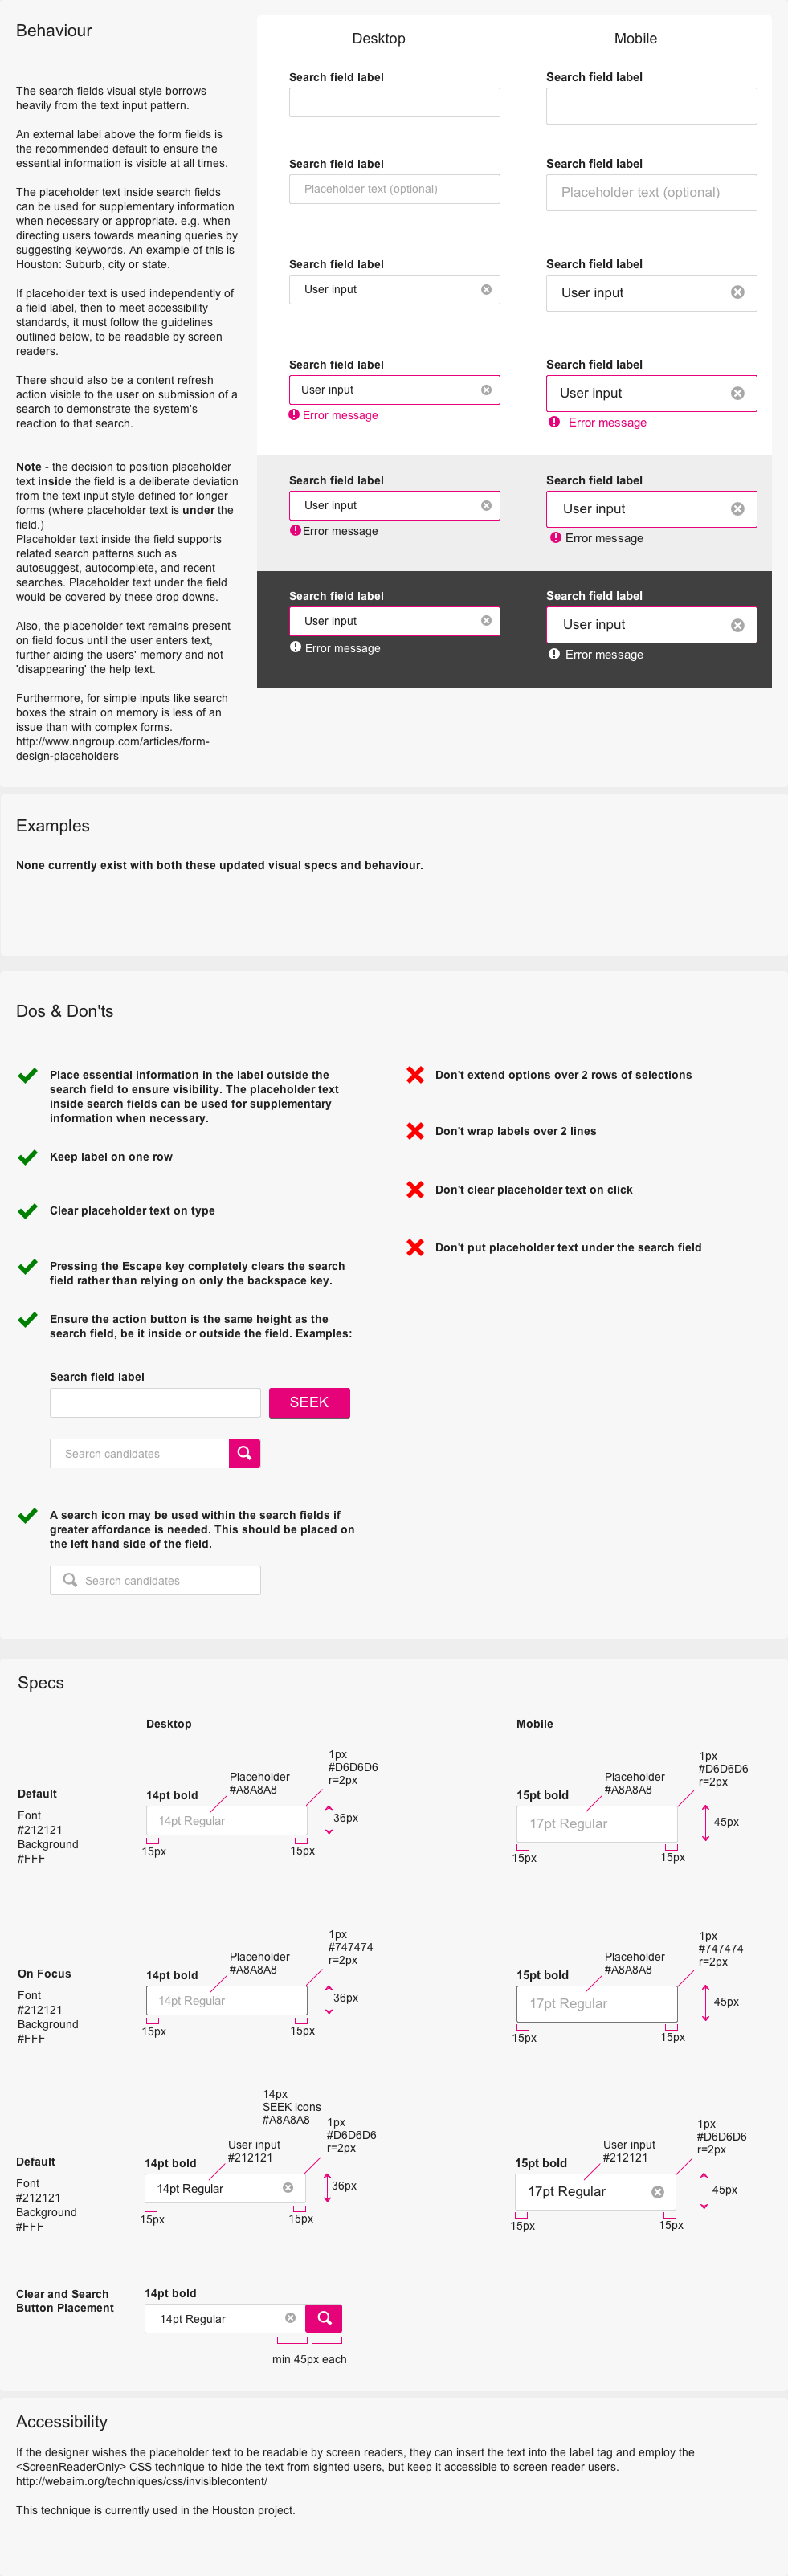 Behaviour
The search fields visual style borrows
heavily from the text input pattern.
An external label above the form fields is
the recommended default to ensure the
essential information is visible at all times.
The placeholder text inside search fields
can be used for supplementary information
when necessary or appropriate. e.g. when
directing users towards meaning queries by
suggesting keywords. An example of this is
Houston: Suburb, city or state.
If placeholder text is used independently of
a field label, then to meet accessibility
standards, it must follow the guidelines
outlined below, to be readable by screen
readers.
There should also be a content refresh
action visible to the user on submission of a
search to demonstrate the system's
reaction to that search.
Note - the decision to position placeholder
text inside the field is a deliberate deviation
from the text input style defined for longer
forms (where placeholder text is under the
field.)
Placeholder text inside the field supports
related search patterns such as
autosuggest, autocomplete, and recent
searches. Placeholder text under the field
would be covered by these drop downs.
Also, the placeholder text remains present
on field focus until the user enters text,
further aiding the users' memory and not
'disappearing' the help text.
Furthermore, for simple inputs like search
boxes the strain on memory is less of an
issue than with complex forms.
http://www.nngroup.com/articles/form-
design-placeholders
Desktop
Mobile
Search field label
Search field label
Search field label
Search field label
Placeholder text (optional)
Placeholder text (optional)
Search field label
Search field label
User input
User input
Search field label
Search field label
User input
User input
Error message
Error message
Search field label
Search field label
User input
User input
Error message
Error message
Search field label
Search field label
User input
User input
Error message
Error message
Examples
None currently exist with both these updated visual specs and behaviour.
Dos & Don'ts
Place essential information in the label outside the
search field to ensure visibility. The placeholder text
inside search fields can be used for supplementary
information when necessary.
Keep label on one row
Clear placeholder text on type
Pressing the Escape key completely clears the search
field rather than relying on only the backspace key.
Ensure the action button is the same height as the
search field, be it inside or outside the field. Examples:
Search field label
SEEK
Search candidates
A search icon may be used within the search fields if
greater affordance is needed. This should be placed on
the left hand side of the field.
Search candidates
Don't extend options over 2 rows of selections
Don't wrap labels over 2 lines
Don't clear placeholder text on click
Don't put placeholder text under the search field
Specs
Desktop
Mobile
Default
Font
#212121
Background
#FFF
14pt bold
Placeholder
#A8A8A8
1px
#D6D6D6
r=2px
14pt Regular
36px
15px
15px
15pt bold
Placeholder
#A8A8A8
1px
#D6D6D6
r=2px
17pt Regular
45px
15px
15px
On Focus
Font
#212121
Background
#FFF
14pt bold
Placeholder
#A8A8A8
1px
#747474
r=2px
14pt Regular
36px
15px
15px
15pt bold
Placeholder
#A8A8A8
1px
#747474
r=2px
17pt Regular
45px
15px
15px
Default
Font
#212121
Background
#FFF
14pt bold
User input
#212121
14px
SEEK icons
#A8A8A8
1px
#D6D6D6
r=2px
14pt Regular
36px
15px
15px
15pt bold
User input
#212121
1px
#D6D6D6
r=2px
17pt Regular
45px
15px
15px
Clear and Search
Button Placement
14pt bold
14pt Regular
min 45px each
Accessibility
If the designer wishes the placeholder text to be readable by screen readers, they can insert the text into the label tag and employ the
<ScreenReaderOnly> CSS technique to hide the text from sighted users, but keep it accessible to screen reader users.
http://webaim.org/techniques/css/invisiblecontent/
This technique is currently used in the Houston project.